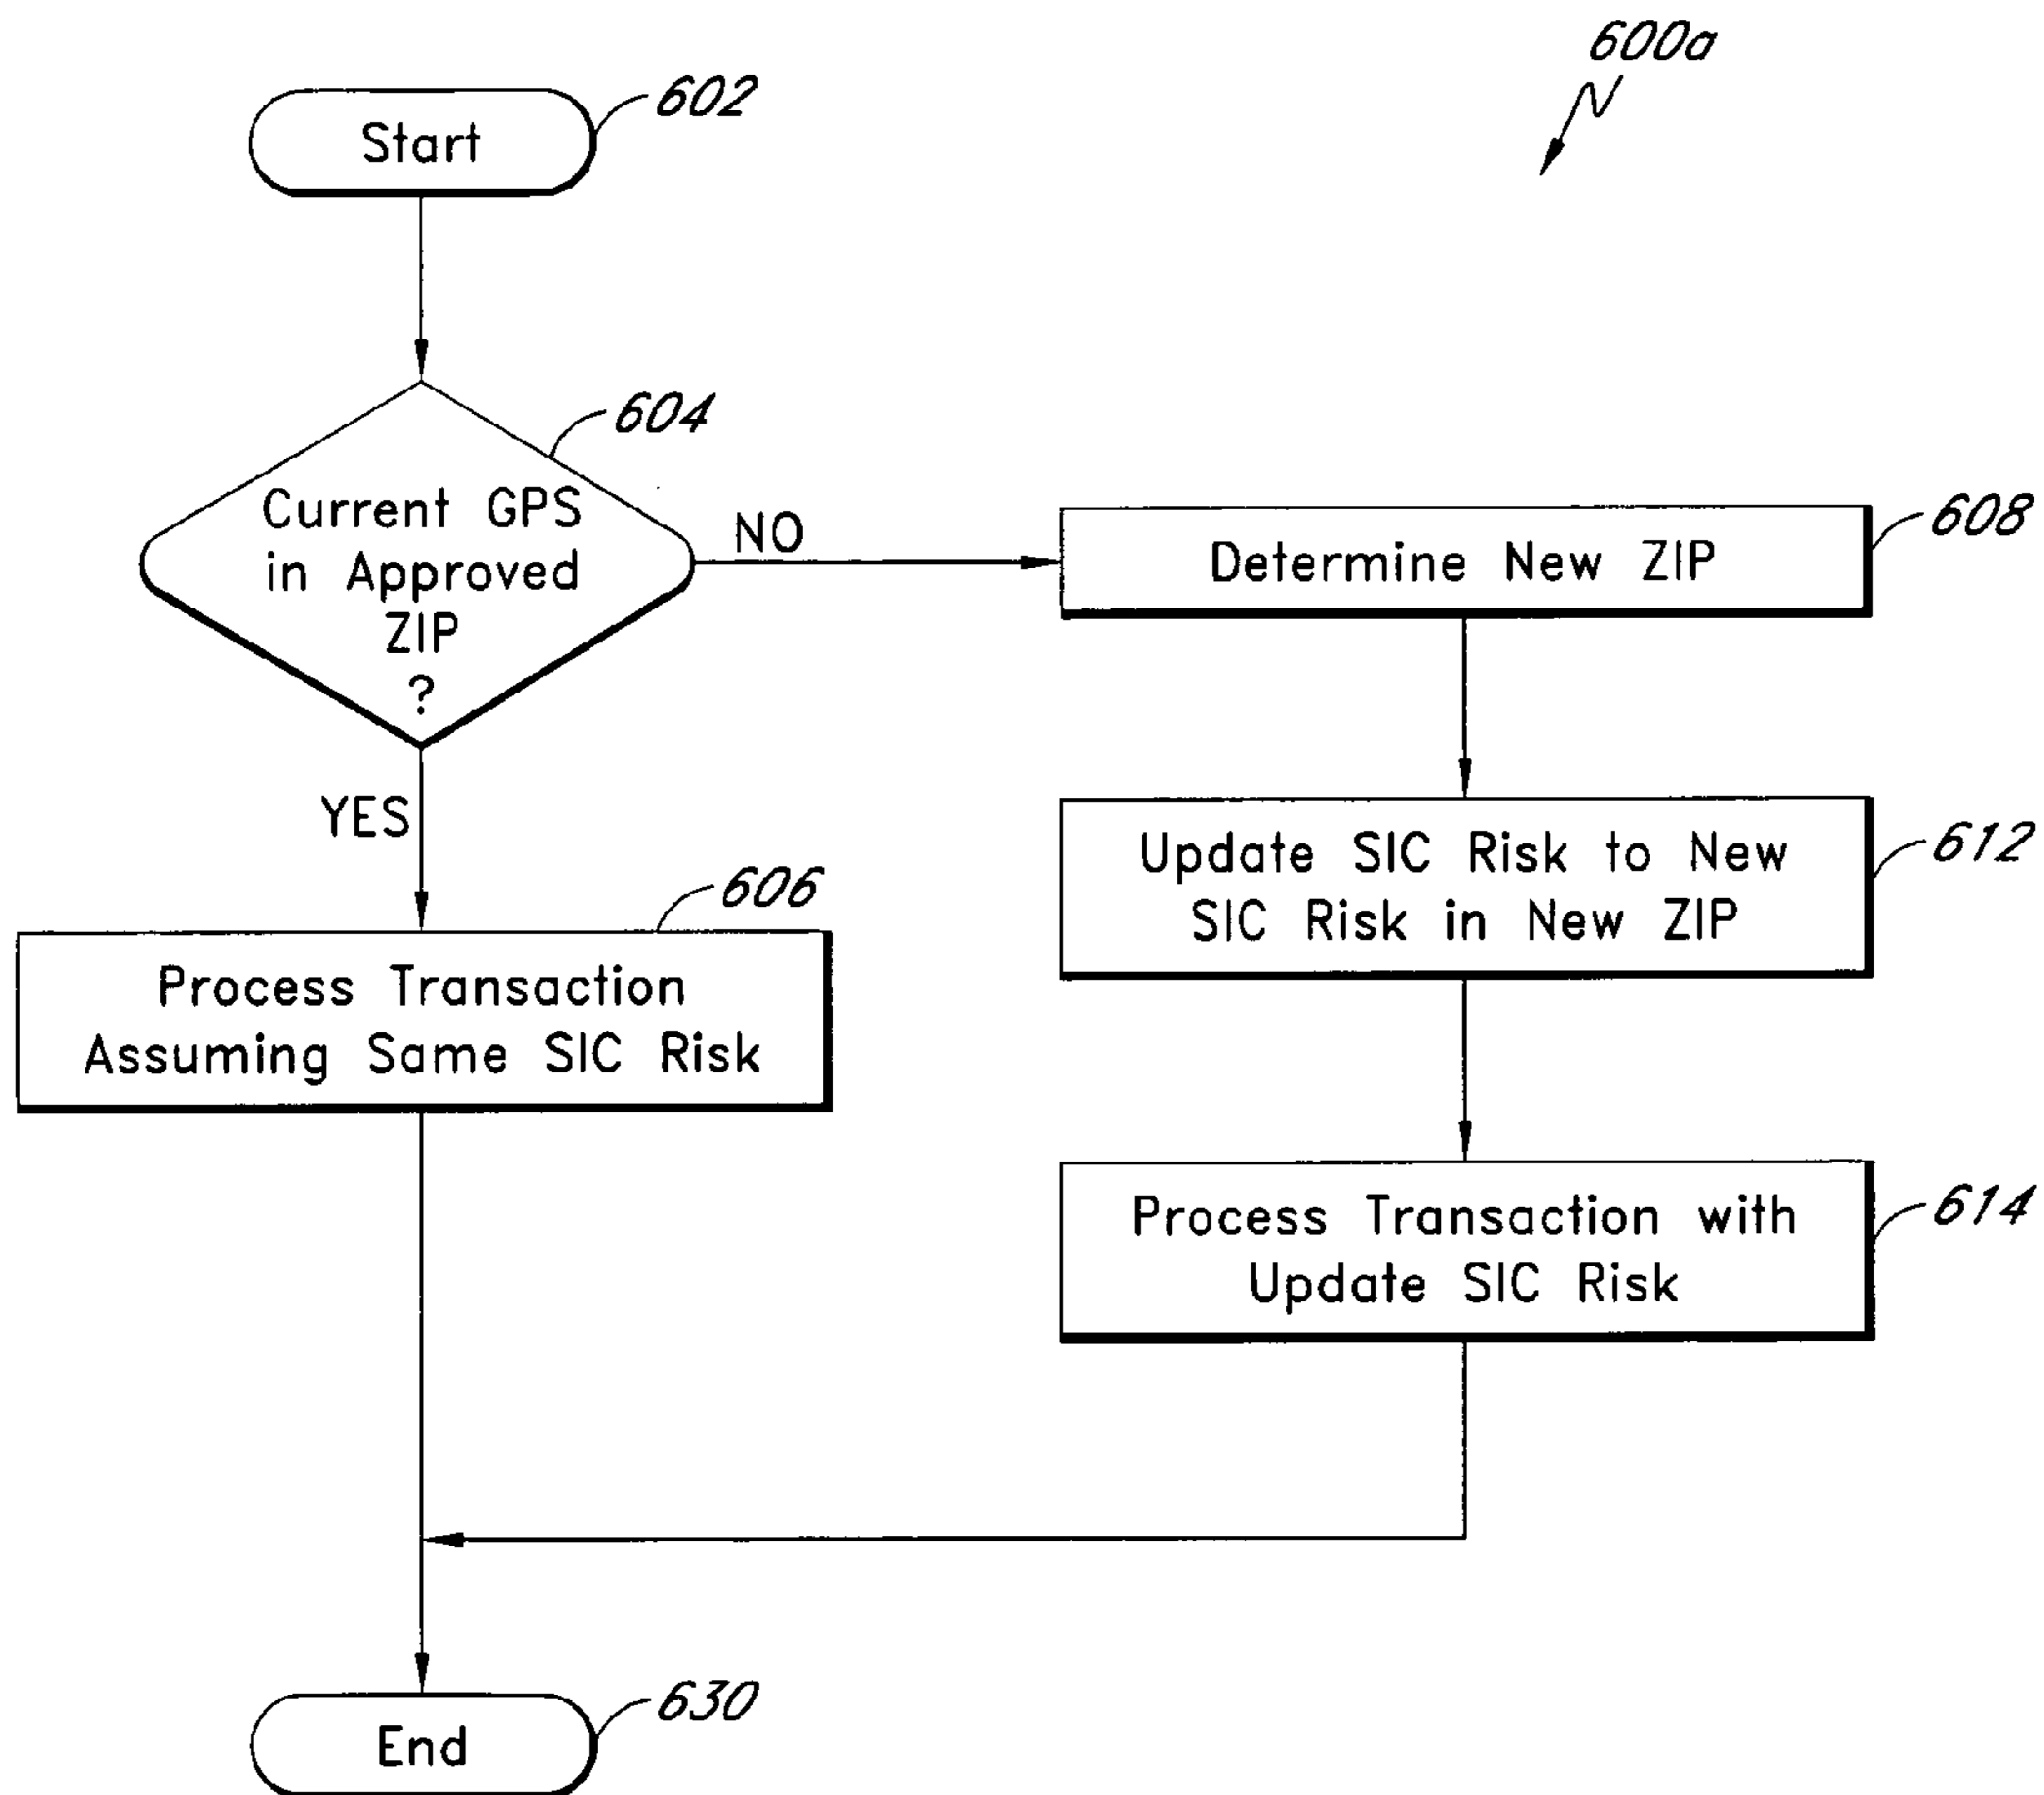 600a
Start
602
604
Current GPS
in Approved
ZIP
?
NO
YES
Determine New ZIP
608
Update SIC Risk to New
SIC Risk in New ZIP
612
606
Process Transaction
Assuming Same SIC Risk
Process Transaction with
Update SIC Risk
614
End
630